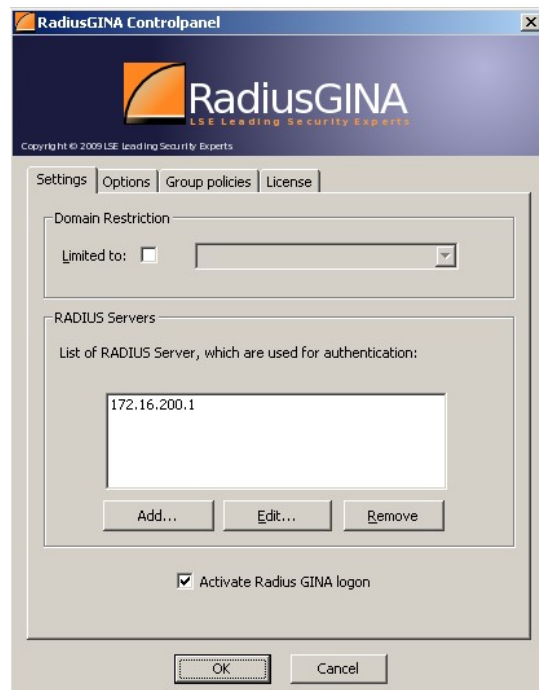 RadiusGINA Controlpanel
RadiusGINA
LSE Leading Security Experts
Copyright © 2009 LSE Leading Security Experts
Settings Options Group policies License
Domain Restriction
Limited to:
RADIUS Servers
List of RADIUS Server, which are used for authentication:
172.16.200.1
Add... Edit... Remove
Activate Radius GINA logon
OK Cancel